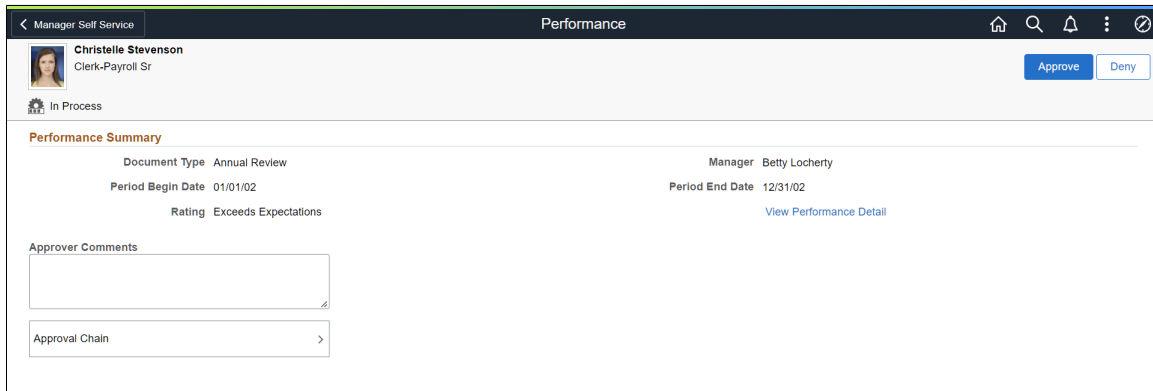 Manager Self Service
Performance
Christelle Stevenson
Clerk-Payroll Sr
Approve
Deny
In Process
Performance Summary
Document Type Annual Review
Manager Betty Locherty
Period Begin Date 01/01/02
Period End Date 12/31/02
Rating Exceeds Expectations
View Performance Detail
Approver Comments
Approval Chain